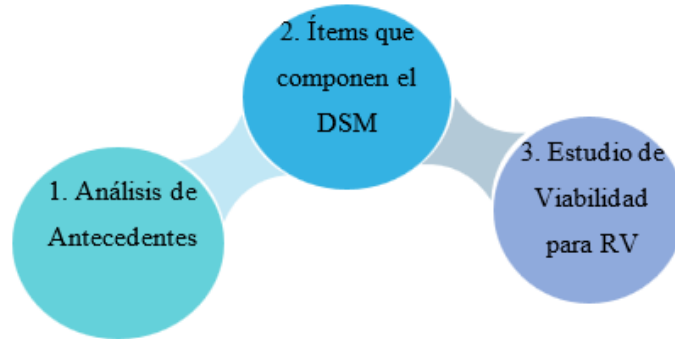 1. Análisis de
Antecedentes
2. Ítems que
componen el
DSM
3. Estudio de
Viabilidad
para RV